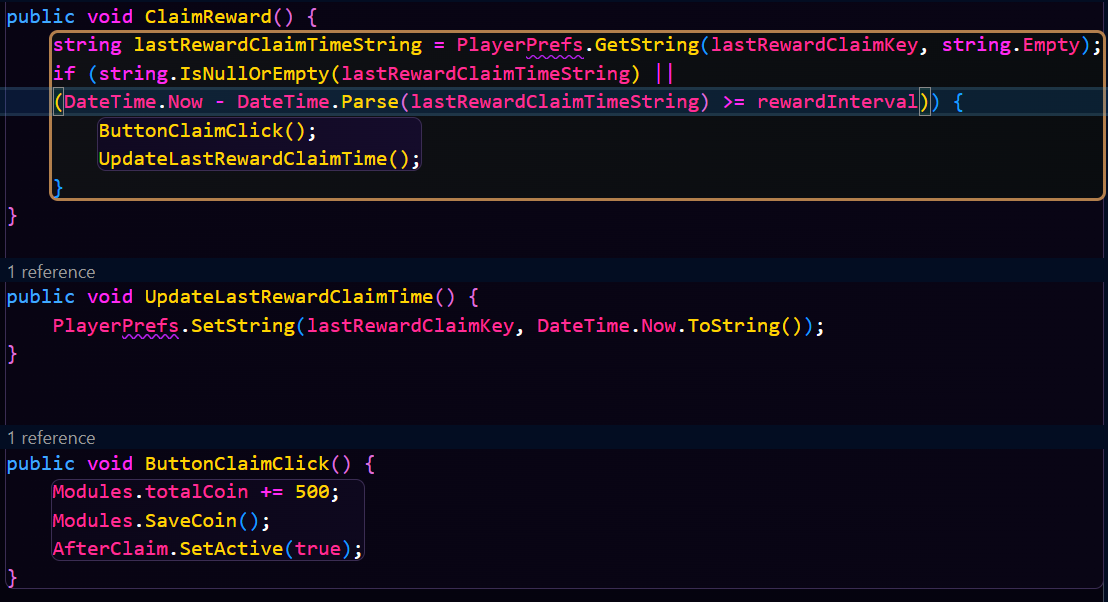 public void ClaimReward() {
string lastRewardClaimTimeString = PlayerPrefs.GetString(lastRewardClaimKey, string.Empty);
if (string.IsNullOrEmpty(lastRewardClaimTimeString) ||
(DateTime.Now - DateTime.Parse(lastRewardClaimTimeString) >= rewardInterval)) {
ButtonClaimClick();
UpdateLastRewardClaimTime();
}
}
1 reference
public void UpdateLastRewardClaimTime() {
PlayerPrefs.SetString(lastRewardClaimKey, DateTime.Now.ToString());
}
1 reference
public void ButtonClaimClick() {
Modules.totalCoin += 500;
Modules.SaveCoin();
AfterClaim.SetActive(true);
}